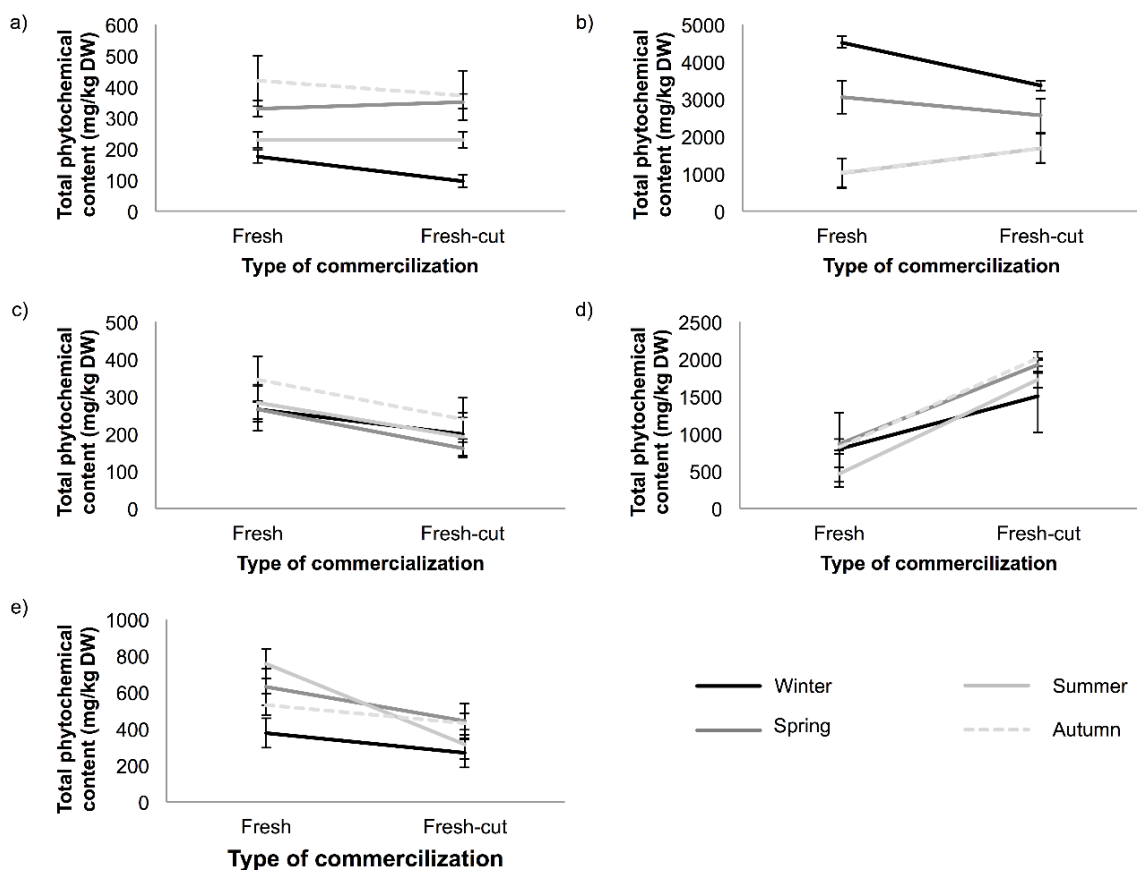 a)
Total phytochemical
content (mg/kg DW)
600
500
400
300
200
100
0
Fresh Fresh-cut
Type of commercilization
b)
Total phytochemical
content (mg/kg DW)
5000
4000
3000
2000
1000
0
Fresh Fresh-cut
Type of commercilization
c)
Total phytochemical
content (mg/kg DW)
500
400
300
200
100
0
Fresh Fresh-cut
Type of commercialization
d)
Total phytochemical
content (mg/kg DW)
2500
2000
1500
1000
500
0
Fresh Fresh-cut
Type of commercilization
e)
Total phytochemical
content (mg/kg DW)
1000
800
600
400
200
0
Fresh Fresh-cut
Type of commercilization
Winter Summer
Spring Autumn